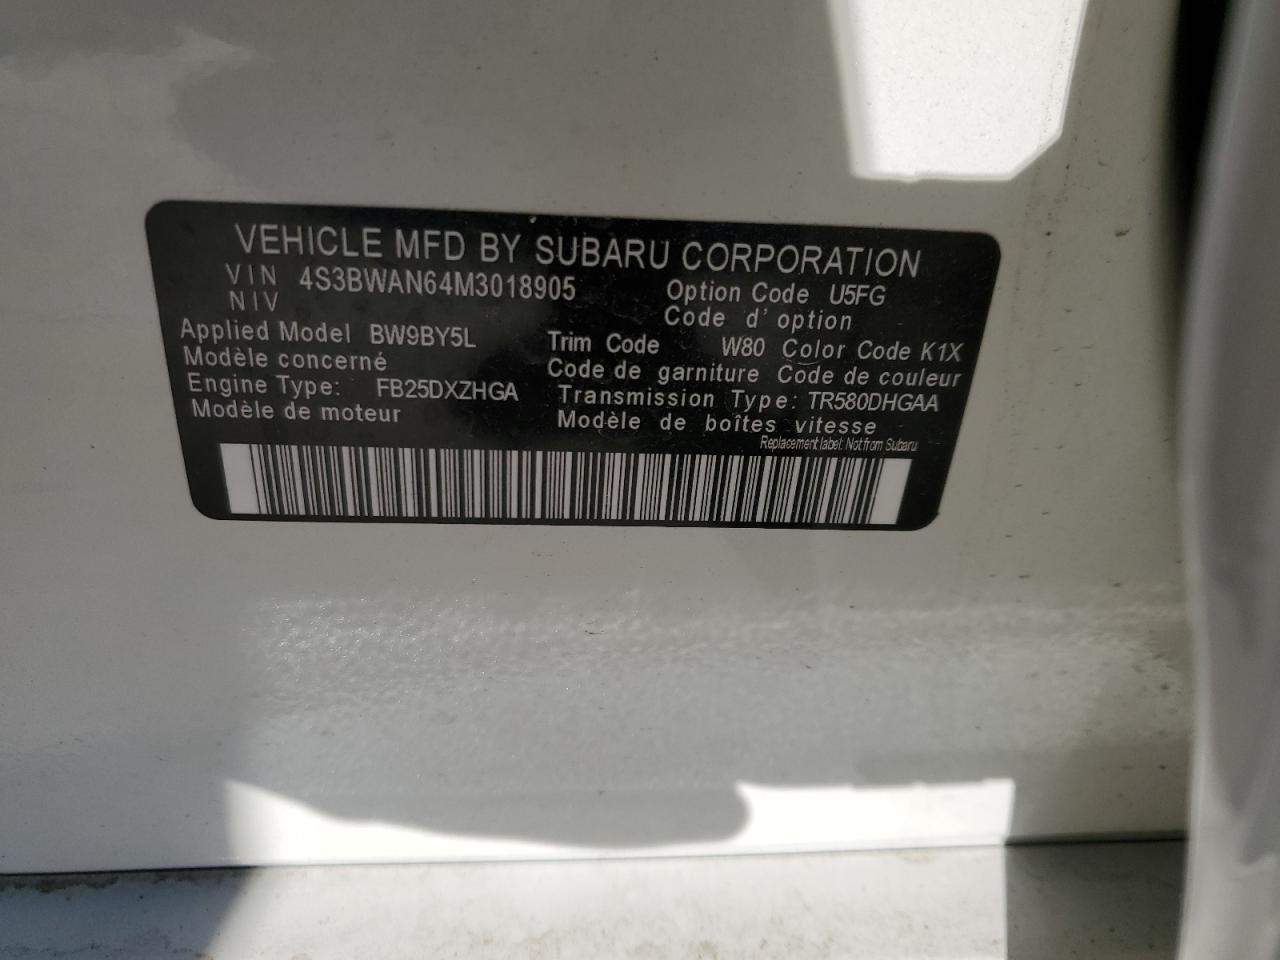 VEHICLE MFD BY SUBARU CORPORATION
VIN 4S3BWAN64M3018905 Option Code U5FG
NIV Code d'option
Applied Model BW9BY5L Trim Code W80 Color Code K1X
Modèle concerné Code de garniture Code de couleur
Engine Type: FB25DXZHGA Transmission Type: TR580DHGAA
Modèle de moteur Modèle de boîtes vitesse
Replacement label: Not from Subaru